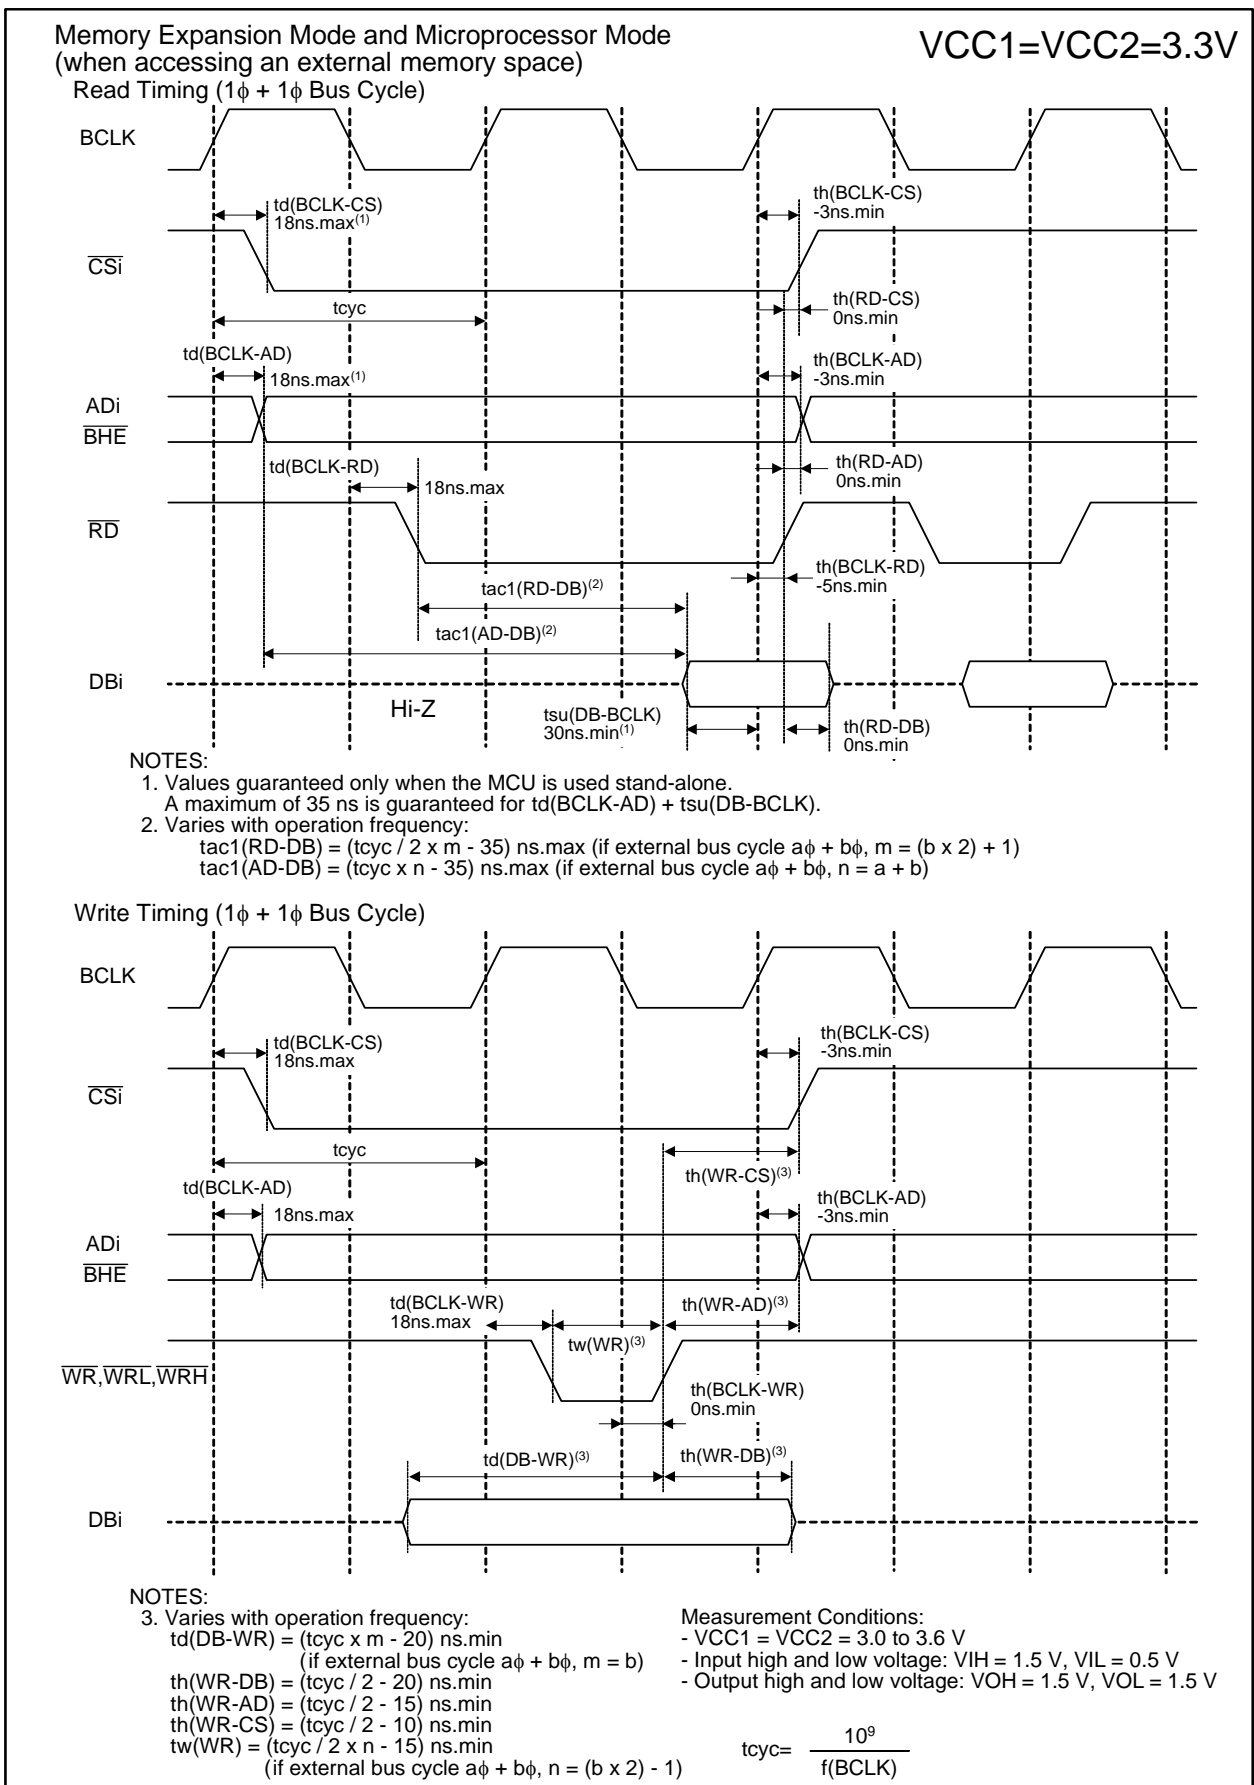 Memory Expansion Mode and Microprocessor Mode
(when accessing an external memory space)
VCC1=VCC2=3.3V
Read Timing (1ϕ + 1ϕ Bus Cycle)
BCLK
td(BCLK-CS)
18ns.max(1)
th(BCLK-CS)
-3ns.min
CSi
tcyc
th(RD-CS)
0ns.min
td(BCLK-AD)
18ns.max(1)
th(BCLK-AD)
-3ns.min
ADi
BHE
td(BCLK-RD)
18ns.max
th(RD-AD)
0ns.min
RD
th(BCLK-RD)
-5ns.min
tac1(RD-DB)(2)
tac1(AD-DB)(2)
DBi
Hi-Z
tsu(DB-BCLK)
30ns.min(1)
th(RD-DB)
0ns.min
NOTES:
1. Values guaranteed only when the MCU is used stand-alone.
A maximum of 35 ns is guaranteed for td(BCLK-AD) + tsu(DB-BCLK).
2. Varies with operation frequency:
tac1(RD-DB) = (tcyc / 2 x m - 35) ns.max (if external bus cycle aϕ + bϕ, m = (b x 2) + 1)
tac1(AD-DB) = (tcyc x n - 35) ns.max (if external bus cycle aϕ + bϕ, n = a + b)
Write Timing (1ϕ + 1ϕ Bus Cycle)
BCLK
td(BCLK-CS)
18ns.max
th(BCLK-CS)
-3ns.min
CSi
tcyc
th(WR-CS)(3)
td(BCLK-AD)
18ns.max
th(BCLK-AD)
-3ns.min
ADi
BHE
td(BCLK-WR)
18ns.max
th(WR-AD)(3)
tw(WR)(3)
WR,WRL,WRH
th(BCLK-WR)
0ns.min
td(DB-WR)(3)
th(WR-DB)(3)
DBi
NOTES:
3. Varies with operation frequency:
td(DB-WR) = (tcyc x m - 20) ns.min
(if external bus cycle aϕ + bϕ, m = b)
th(WR-DB) = (tcyc / 2 - 20) ns.min
th(WR-AD) = (tcyc / 2 - 15) ns.min
th(WR-CS) = (tcyc / 2 - 10) ns.min
tw(WR) = (tcyc / 2 x n - 15) ns.min
(if external bus cycle aϕ + bϕ, n = (b x 2) - 1)
Measurement Conditions:
- VCC1 = VCC2 = 3.0 to 3.6 V
- Input high and low voltage: VIH = 1.5 V, VIL = 0.5 V
- Output high and low voltage: VOH = 1.5 V, VOL = 1.5 V
tcyc= 10⁹
f(BCLK)